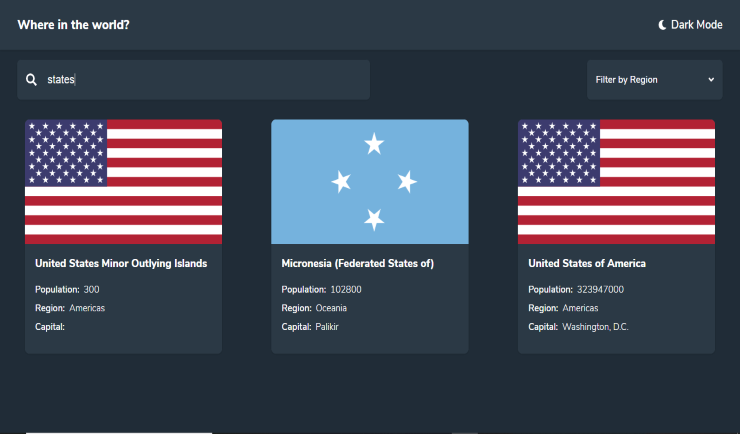 Where in the world?
Dark Mode
states
Filter by Region
United States Minor Outlying Islands
Population: 300
Region: Americas
Capital:
Micronesia (Federated States of)
Population: 102800
Region: Oceania
Capital: Palikir
United States of America
Population: 323947000
Region: Americas
Capital: Washington, D.C.